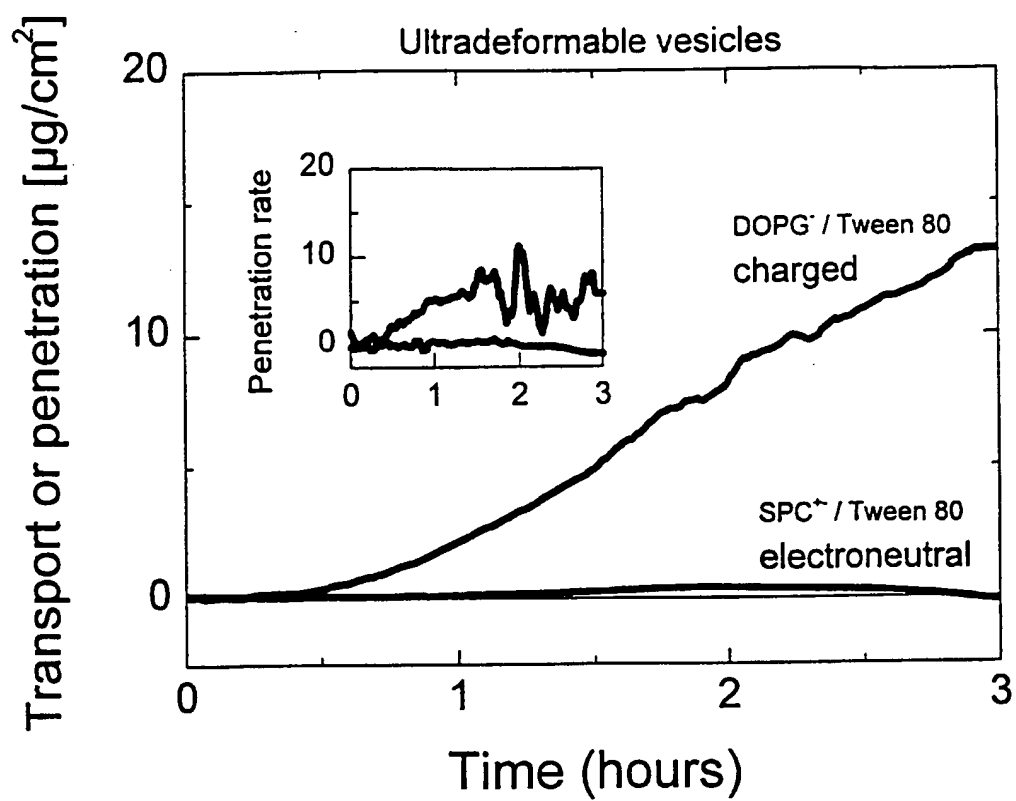 Ultradeformable vesicles
Transport or penetration [µg/cm²]
20
10
0
Penetration rate
20
10
0
0 1 2 3
DOPG⁻ / Tween 80
charged
SPC⁺⁻ / Tween 80
electroneutral
0 1 2 3
Time (hours)